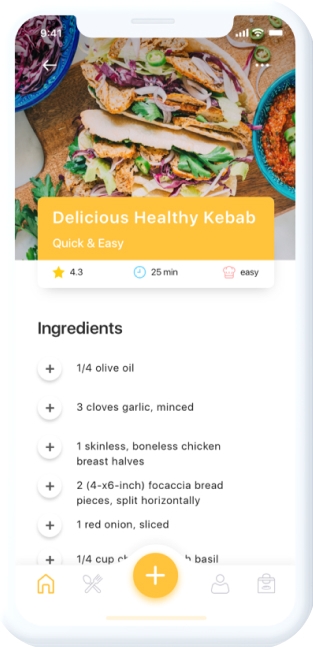 9:41
Delicious Healthy Kebab
Quick & Easy
4.3 25 min easy
Ingredients
+ 1/4 olive oil
+ 3 cloves garlic, minced
+ 1 skinless, boneless chicken
breast halves
+ 2 (4-x6-inch) focaccia bread
pieces, split horizontally
+ 1 red onion, sliced
+ 1/4 cup basil
+